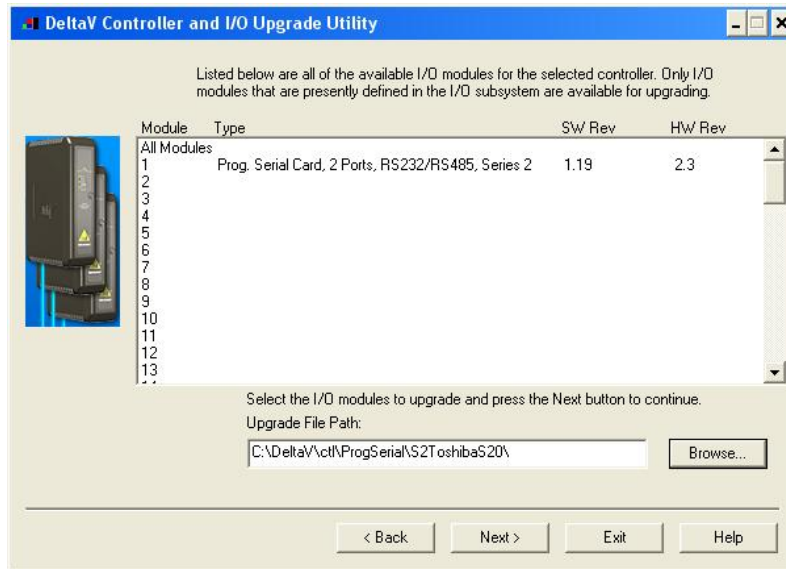 DeltaV Controller and I/O Upgrade Utility
Listed below are all of the available I/O modules for the selected controller. Only I/O
modules that are presently defined in the I/O subsystem are available for upgrading.
Module Type SW Rev HW Rev
All Modules
1 Prog. Serial Card, 2 Ports, RS232/RS485, Series 2 1.19 2.3
2
3
4
5
6
7
8
9
10
11
12
13
Select the I/O modules to upgrade and press the Next button to continue.
Upgrade File Path:
C:\DeltaV\ctl\ProgSerial\S2ToshibaS20\
Browse...
< Back Next > Exit Help